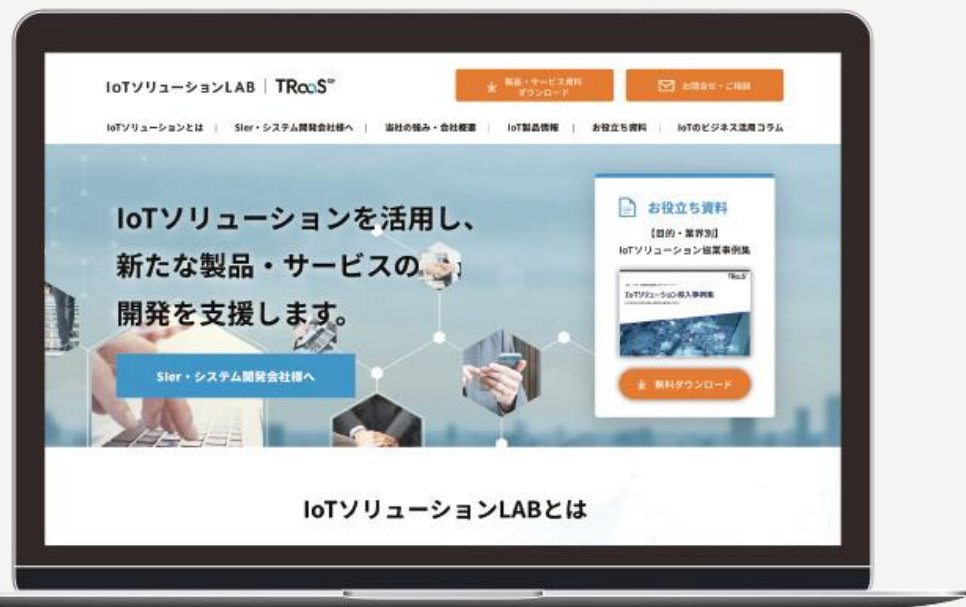 IoTソリューションLAB | TRaaS
製品・サービス資料
ダウンロード
お問合せ・ご相談
IoTソリューションとは | SIer・システム開発会社様へ | 当社の強み・会社概要 | IoT製品情報 | お役立ち資料 | IoTのビジネス活用コラム
IoTソリューションを活用し、
新たな製品・サービスの
開発を支援します。
SIer・システム開発会社様へ
お役立ち資料
【目的・業界別】
IoTソリューション協業事例集
TRaaS
IoTソリューション導入事例集
無料ダウンロード
IoTソリューションLABとは